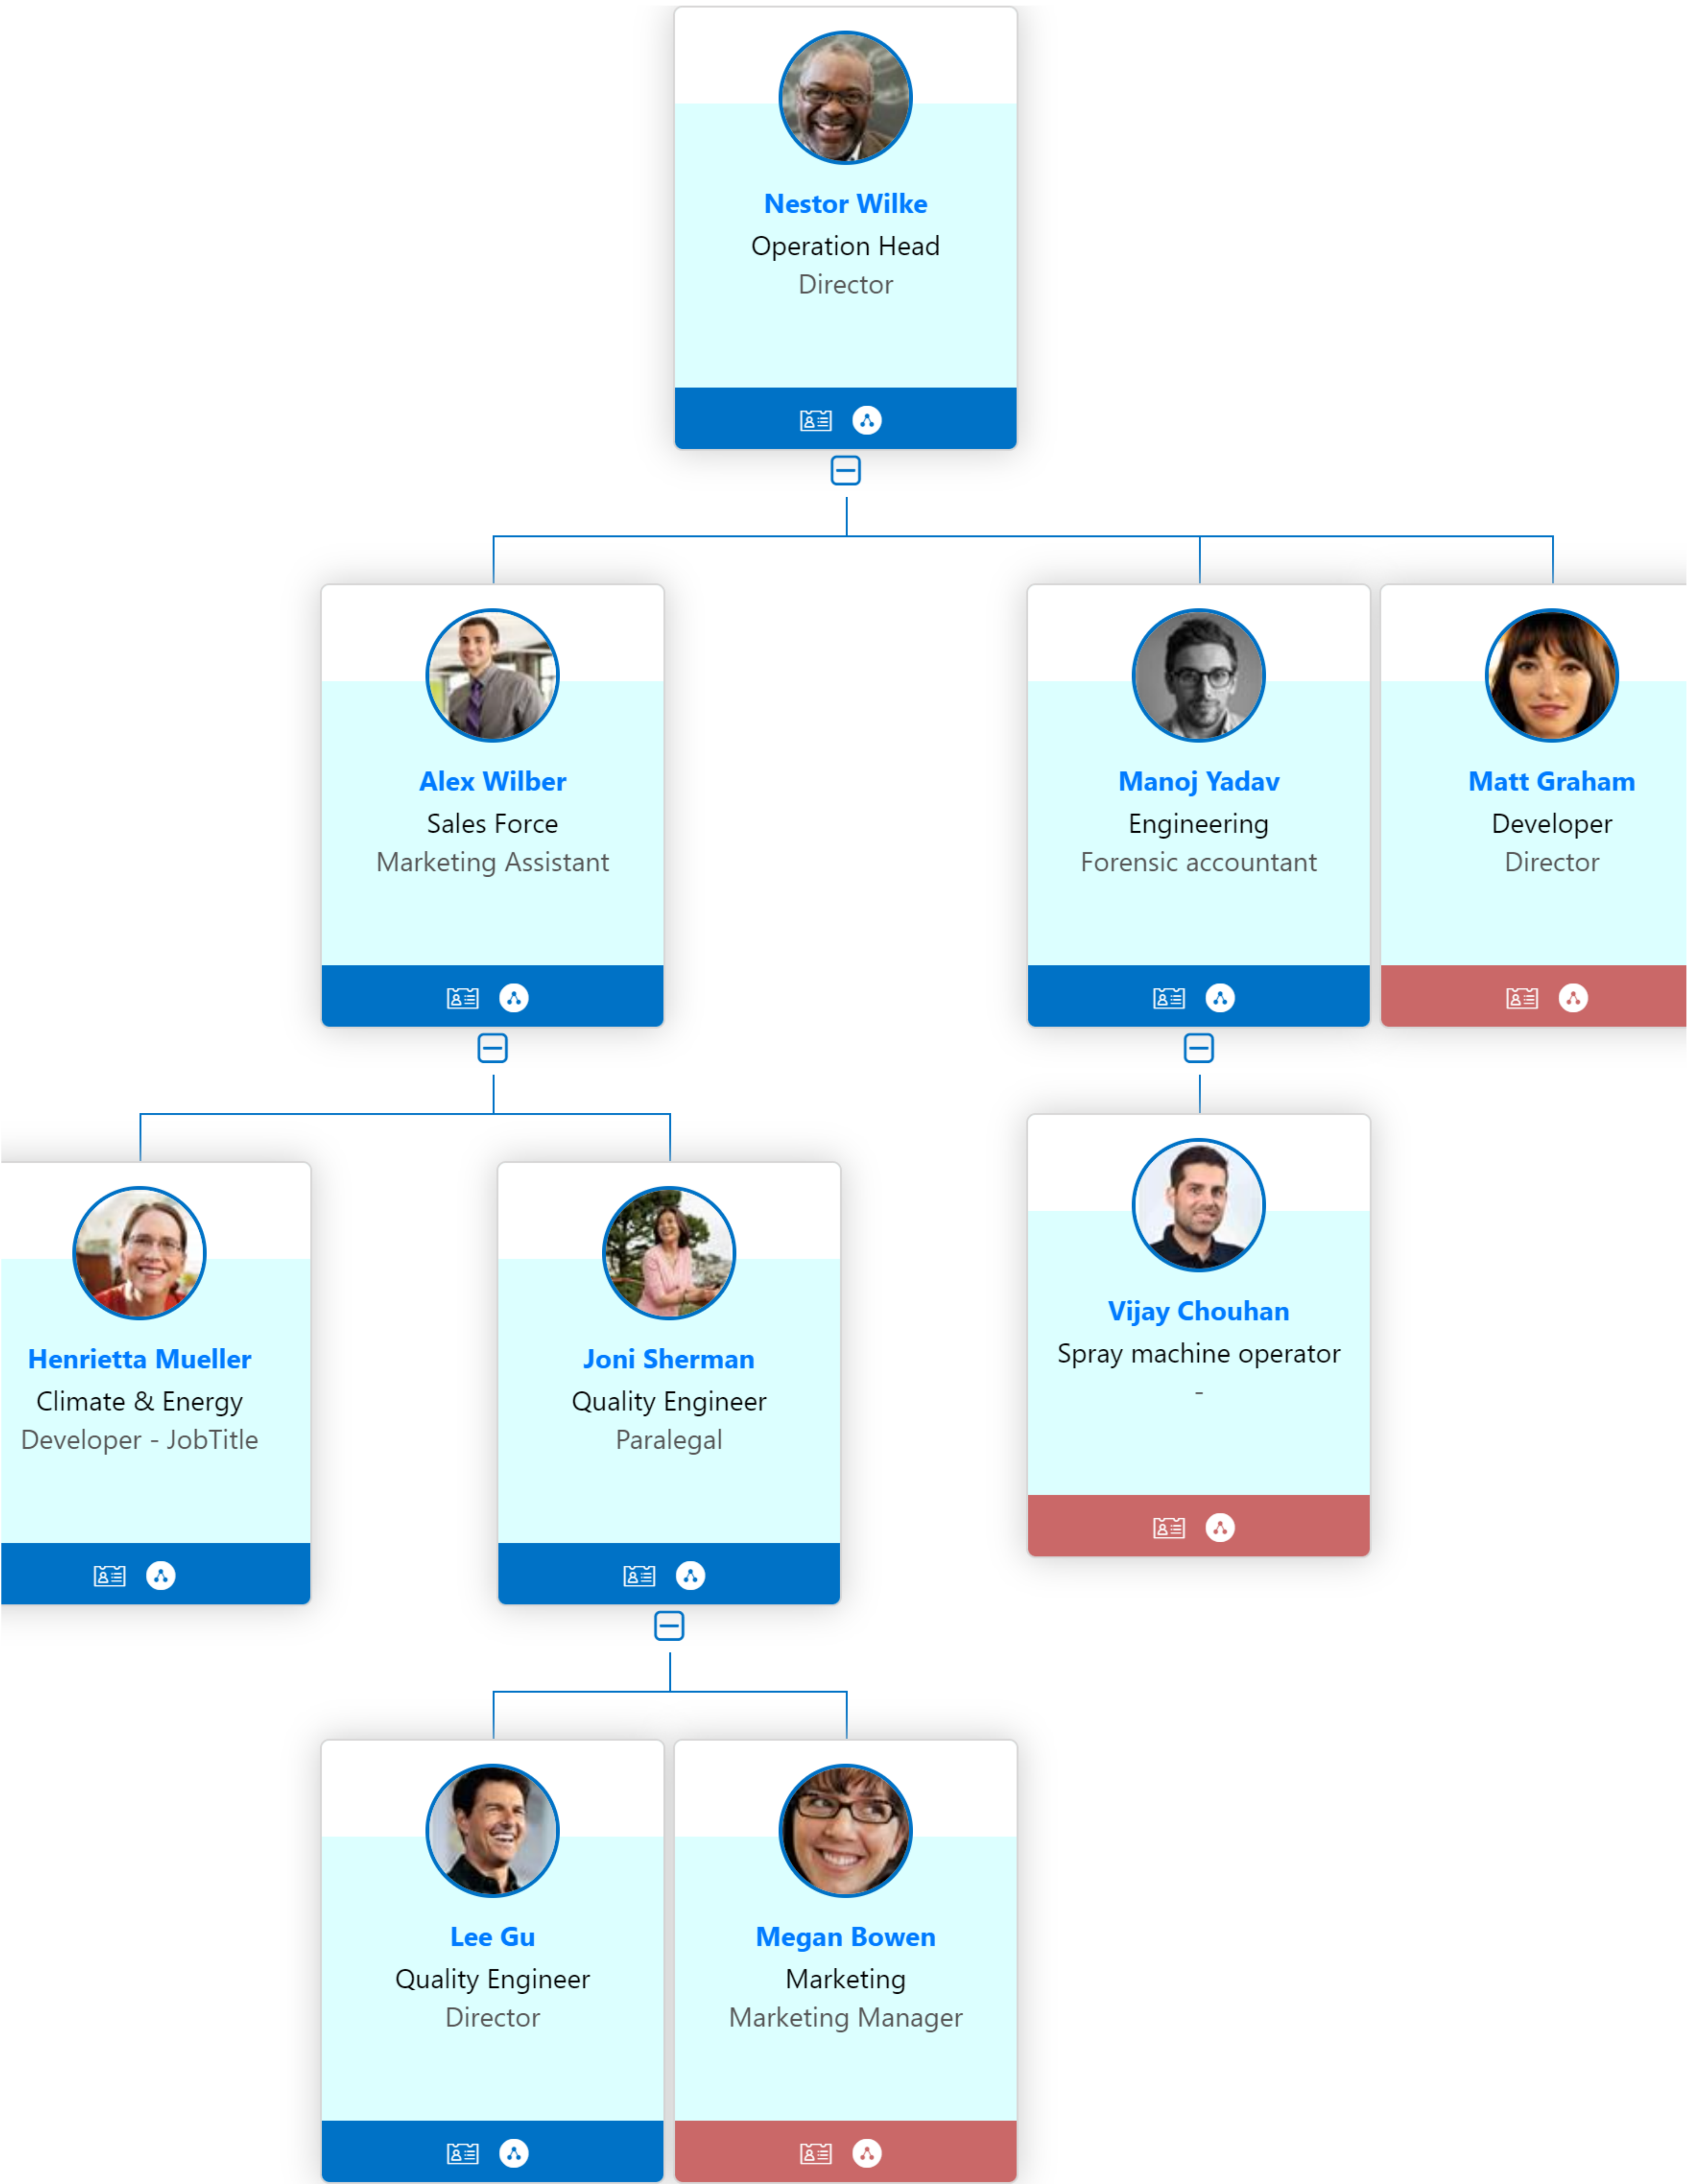 Nestor Wilke
Operation Head
Director
Alex Wilber
Sales Force
Marketing Assistant
Manoj Yadav
Engineering
Forensic accountant
Matt Graham
Developer
Director
Henrietta Mueller
Climate & Energy
Developer - JobTitle
Joni Sherman
Quality Engineer
Paralegal
Vijay Chouhan
Spray machine operator
-
Lee Gu
Quality Engineer
Director
Megan Bowen
Marketing
Marketing Manager